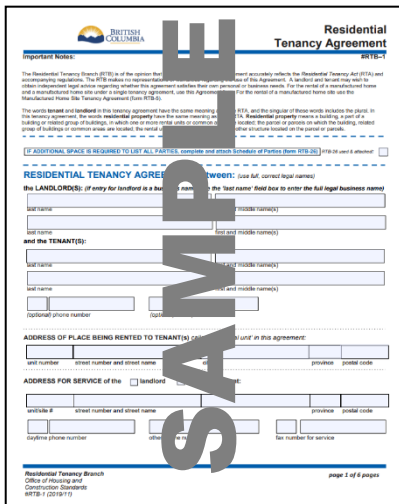 BRITISH
COLUMBIA
Residential
Tenancy Agreement
Important Notes:
#RTB–1
The Residential Tenancy Branch (RTB) is of the opinion that ement accurately reflects the Residential Tenancy Act (RTA) and
accompanying regulations. The RTB makes no representations the use of this Agreement. A landlord and tenant may wish to
obtain independent legal advice regarding whether this agreement satisfies their own personal or business needs. For the rental of a manufactured home
and a manufactured home site under a single tenancy agreement, use this Agreement. For the rental of a manufactured home site use the
Manufactured Home Site Tenancy Agreement (form RTB-5).
The words tenant and landlord in this tenancy agreement have the same meaning RTA, and the singular of these words includes the plural. In
this tenancy agreement, the words residential property have the same meaning RTA. Residential property means a building, a part of a
building or related group of buildings, in which one or more rental units or common located; the parcel or parcels on which the building, related
group of buildings or common areas are located; the rental other structure located on the parcel or parcels.
IF ADDITIONAL SPACE IS REQUIRED TO LIST ALL PARTIES, complete and attach Schedule of Parties (form RTB-26) RTB-26 used & attached:
RESIDENTIAL TENANCY AGRE tween: (use full, correct legal names)
the LANDLORD(S): (if entry for landlord is a bu name the 'last name' field box to enter the full legal business name)
last name first and middle name(s)
last name first and middle name(s)
and the TENANT(S):
last name first and middle name(s)
last name first and middle name(s)
(optional) phone number (opti
ADDRESS OF PLACE BEING RENTED TO TENANT(s) al unit' in this agreement:
unit number street number and street name province postal code
ADDRESS FOR SERVICE of the landlord
unit/site # street number and street name province postal code
daytime phone number other fax number for service
Residential Tenancy Branch
Office of Housing and
Construction Standards
#RTB-1 (2019/11)
page 1 of 6 pages
SAMPLE